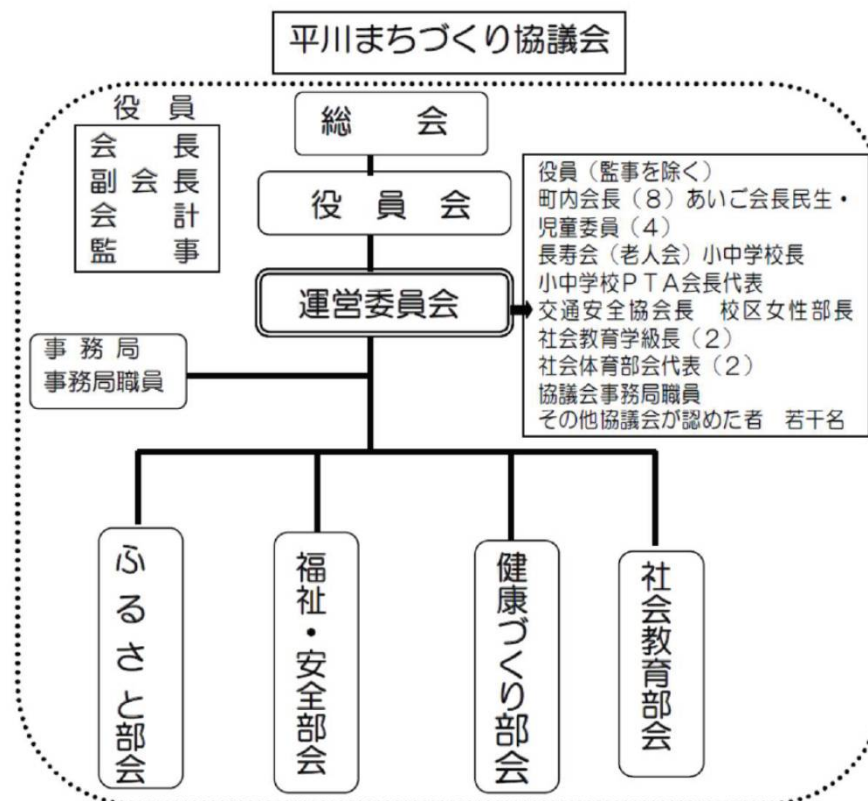 平川まちづくり協議会
役　員
会　　長
副 会 長
会　　計
監　　事
総　　会
役　員　会
運営委員会
役員（監事を除く）
町内会長（８）あいご会長民生・
児童委員（４）
長寿会（老人会）小中学校長
小中学校ＰＴＡ会長代表
交通安全協会長　校区女性部長
社会教育学級長（２）
社会体育部会代表（２）
協議会事務局職員
その他協議会が認めた者　若干名
事 務 局
事務局職員
ふるさと部会
福祉・安全部会
健康づくり部会
社会教育部会